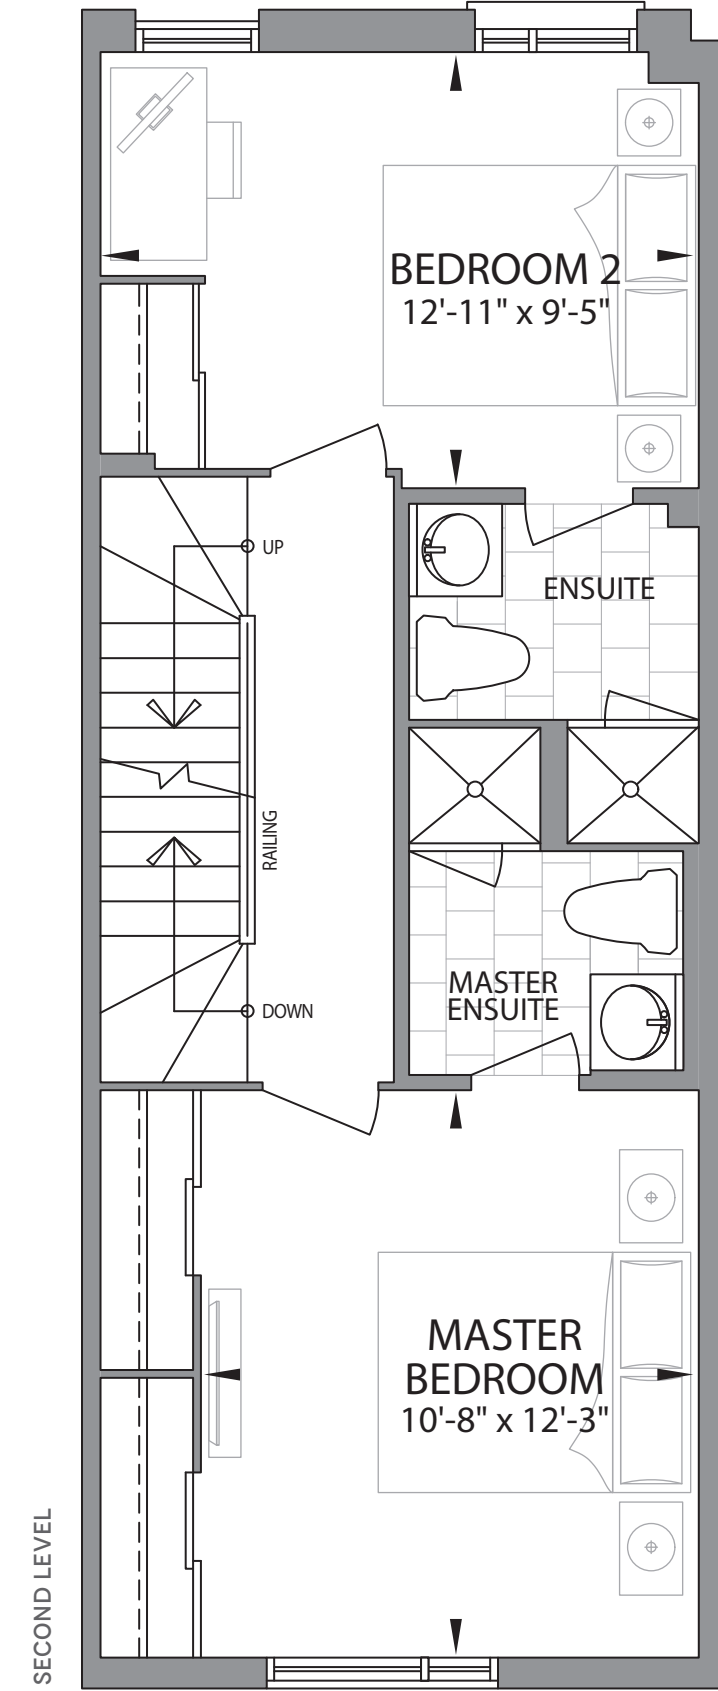 BEDROOM 2
12'-11" x 9'-5"
UP
ENSUITE
RAILING
MASTER
ENSUITE
DOWN
MASTER
BEDROOM
10'-8" x 12'-3"
SECOND LEVEL